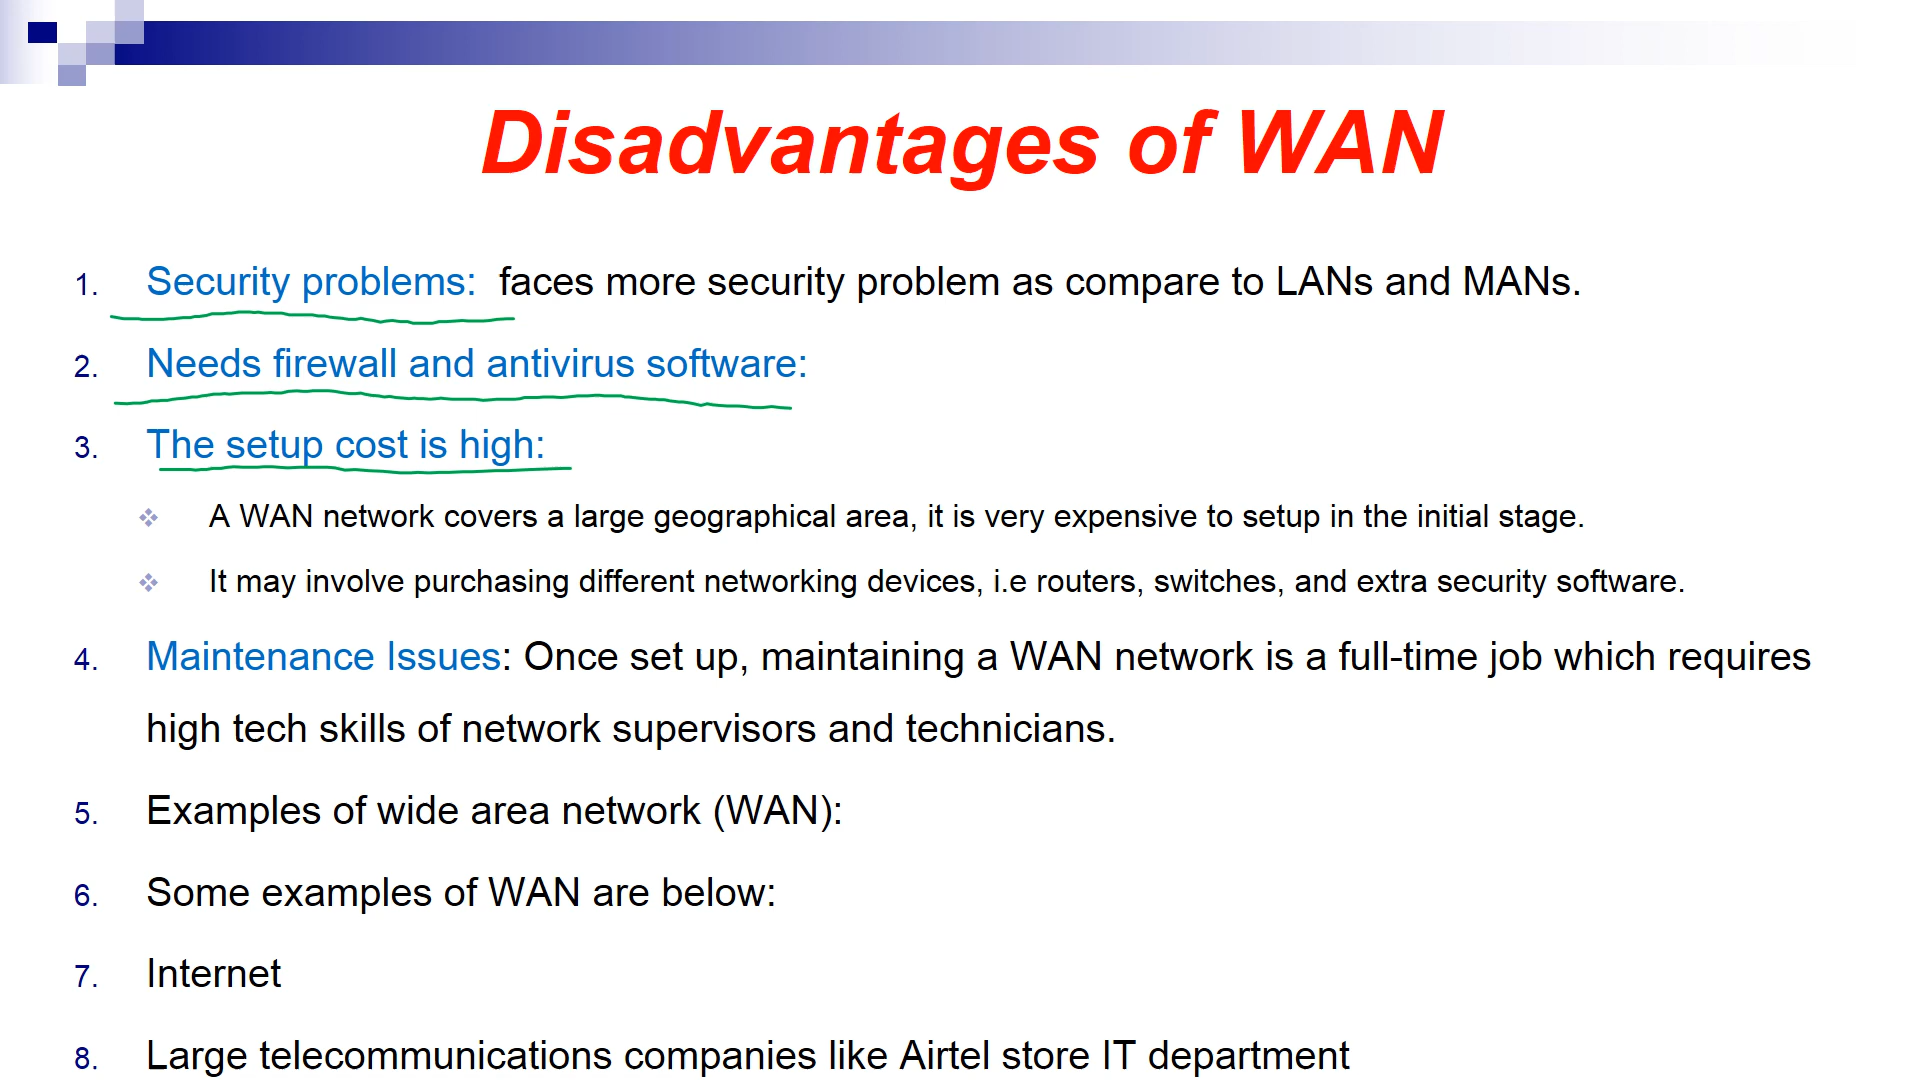 Disadvantages of WAN
1. Security problems: faces more security problem as compare to LANs and MANs.
2. Needs firewall and antivirus software:
3. The setup cost is high:
❖ A WAN network covers a large geographical area, it is very expensive to setup in the initial stage.
❖ It may involve purchasing different networking devices, i.e routers, switches, and extra security software.
4. Maintenance Issues: Once set up, maintaining a WAN network is a full-time job which requires
high tech skills of network supervisors and technicians.
5. Examples of wide area network (WAN):
6. Some examples of WAN are below:
7. Internet
8. Large telecommunications companies like Airtel store IT department